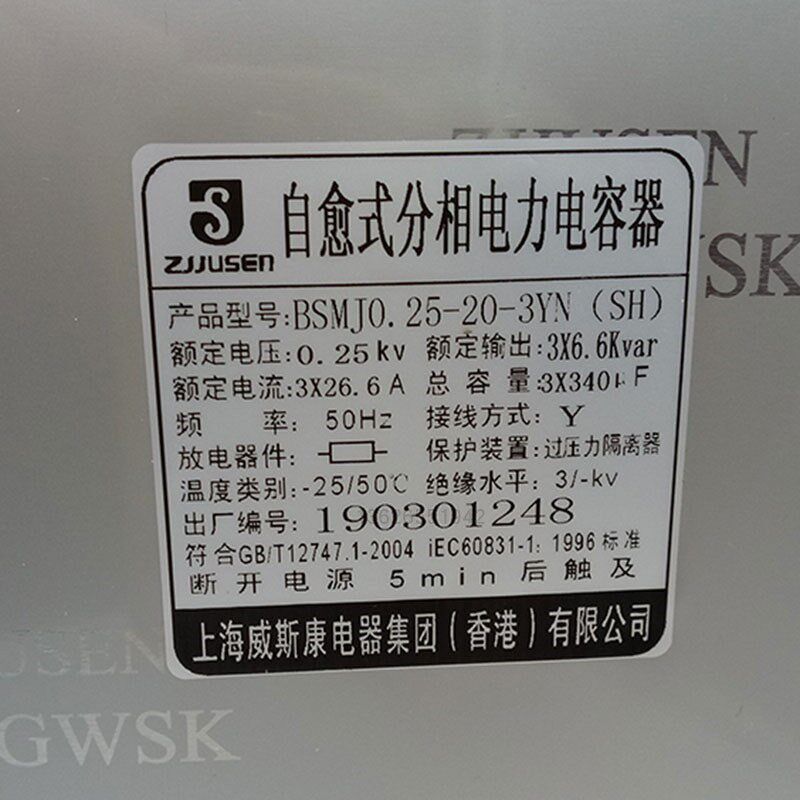 ZJJUSEN
SK
自愈式分相电力电容器
ZJJUSEN
产品型号:BSMJ0.25-20-3YN(SH)
额定电压:0.25kv 额定输出:3X6.6Kvar
额定电流:3X26.6A 总容量:3X340μF
频 率: 50Hz 接线方式: Y
放电器件: 保护装置:过压力隔离器
温度类别:-25/50℃ 绝缘水平: 3/-kv
出厂编号: 190301248
符合GB/T12747.1-2004 iEC60831-1: 1996 标准
断开电源 5min 后触及
上海威斯康电器集团(香港)有限公司
USEN
GWSK